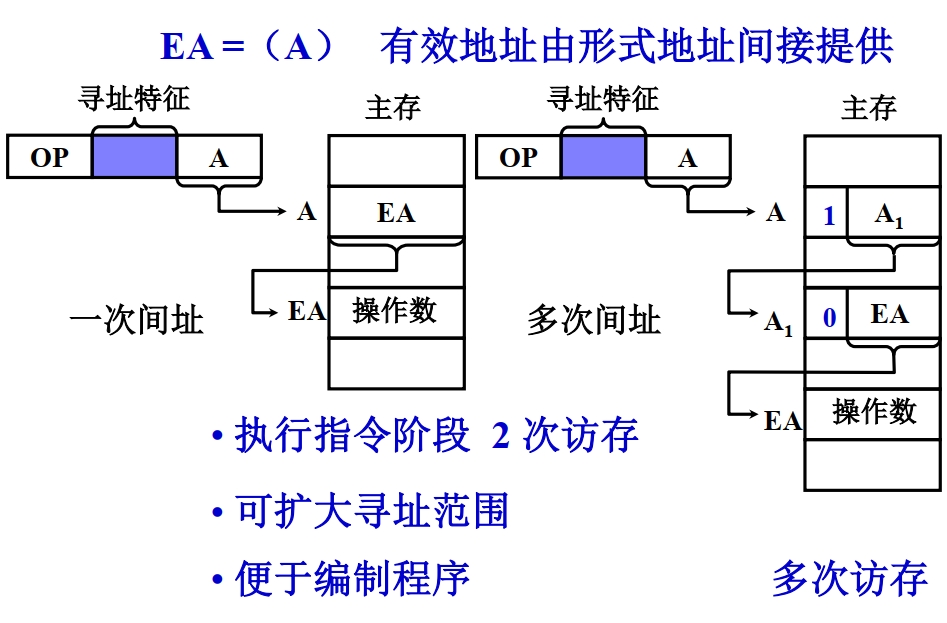 EA =（A） 有效地址由形式地址间接提供
寻址特征
主存
OP
A
A
EA
EA
操作数
一次间址
寻址特征
主存
OP
A
A
1
A1
A1
0
EA
EA
操作数
多次间址
• 执行指令阶段 2 次访存
• 可扩大寻址范围
• 便于编制程序
多次访存